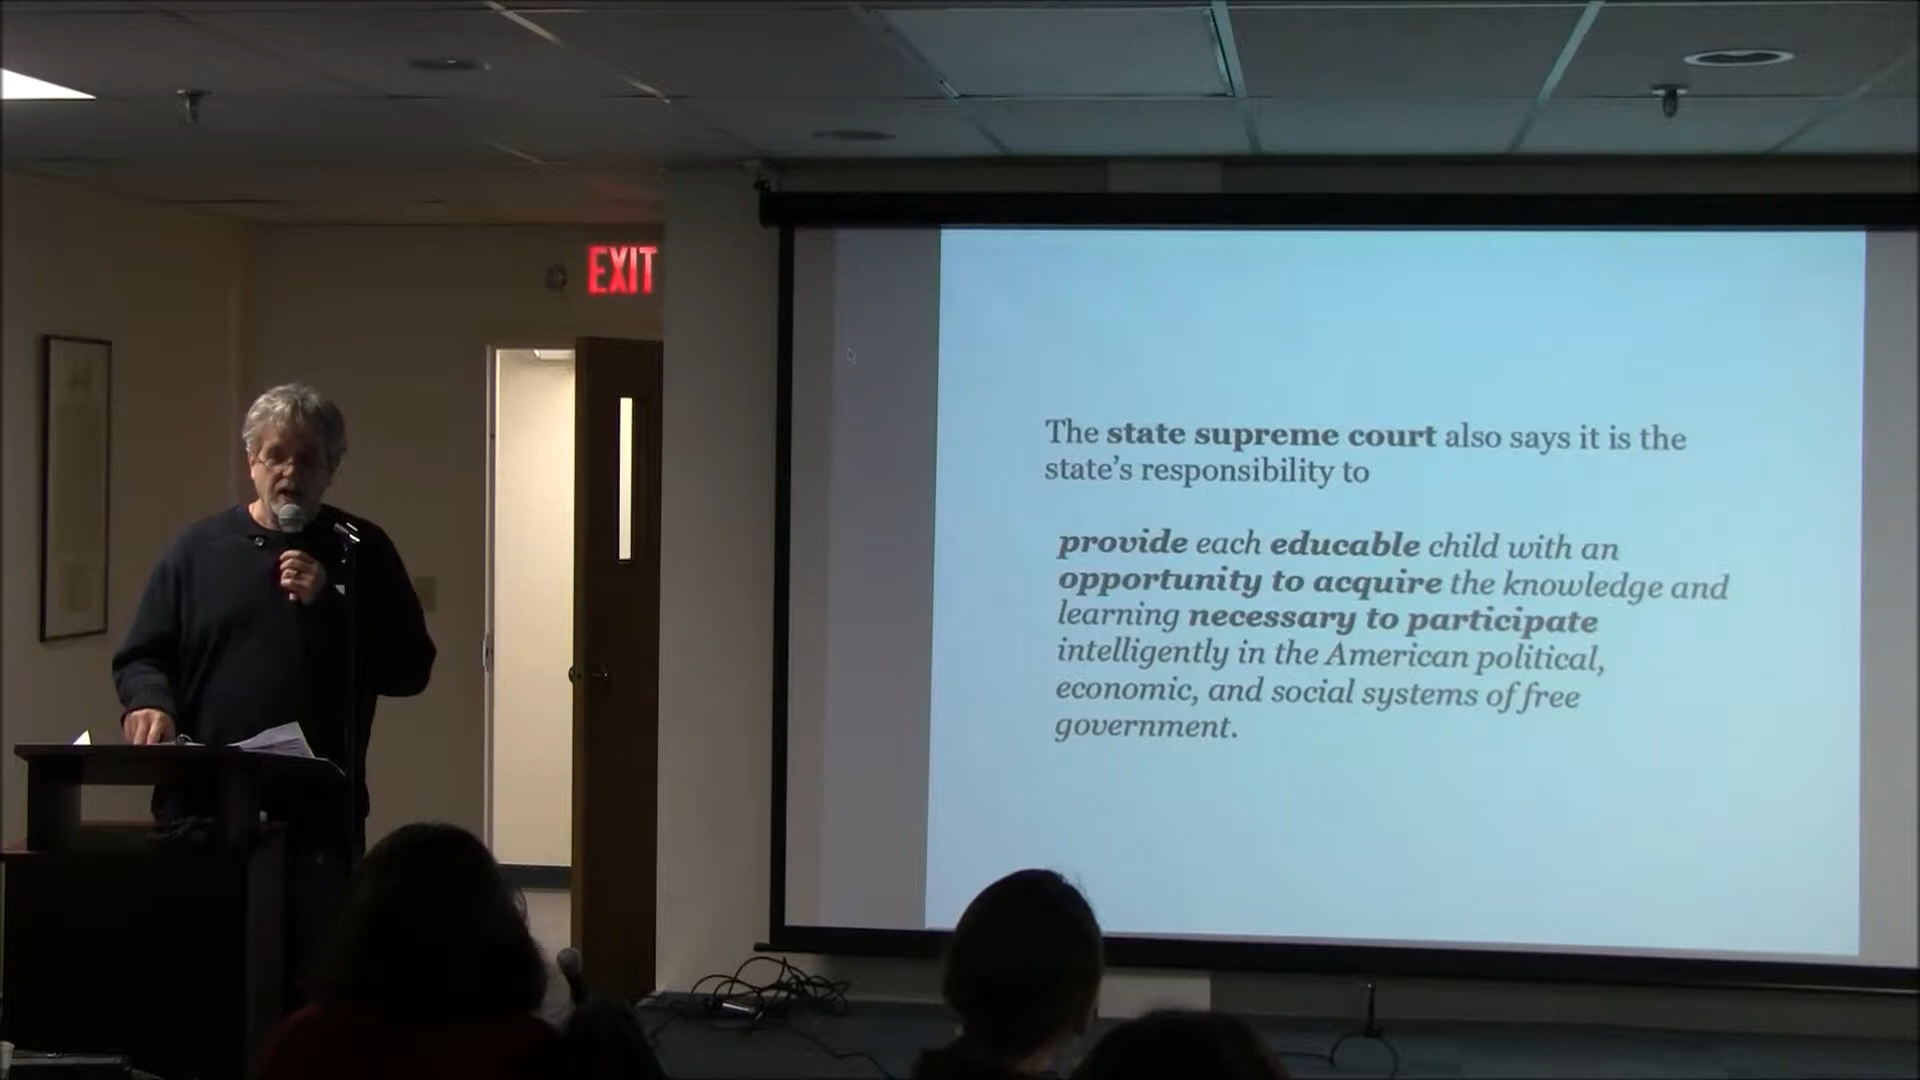 EXIT
The state supreme court also says it is the
state’s responsibility to
provide each educable child with an
opportunity to acquire the knowledge and
learning necessary to participate
intelligently in the American political,
economic, and social systems of free
government.